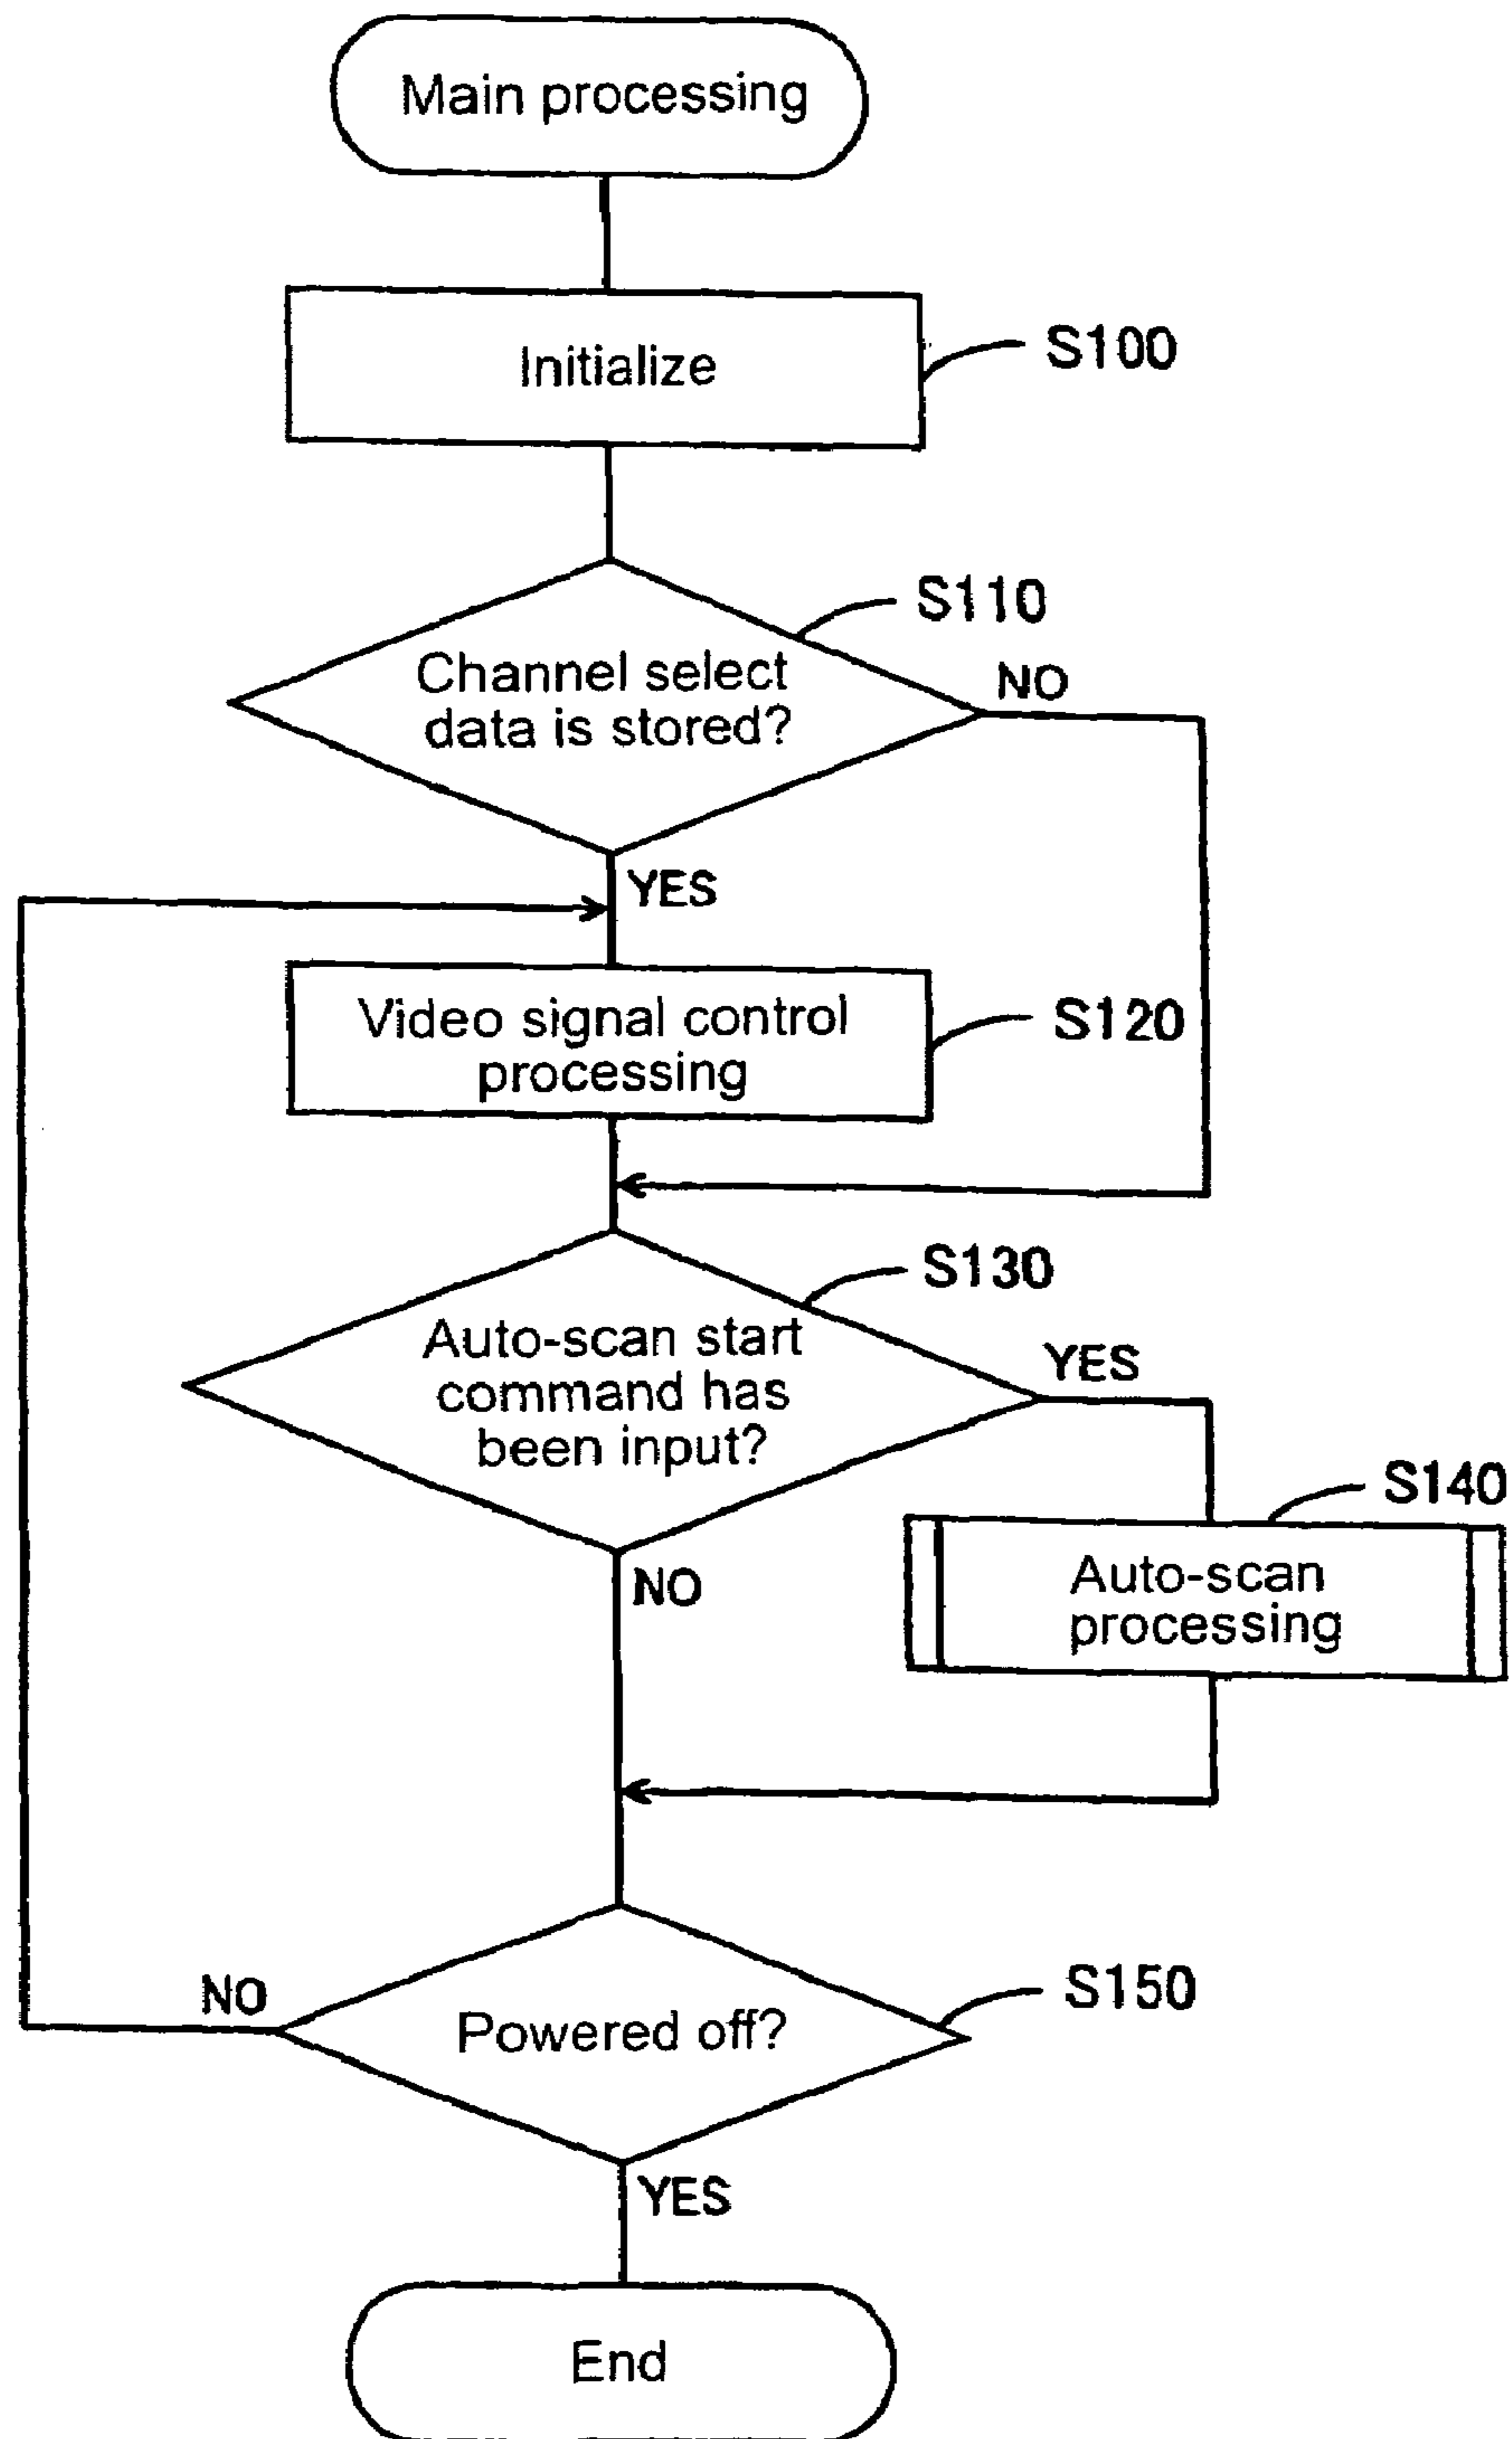 Main processing
Initialize
S100
S110
Channel select
data is stored?
NO
YES
Video signal control
processing
S120
S130
Auto-scan start
command has
been input?
YES
S140
NO
Auto-scan
processing
S150
NO
Powered off?
YES
End